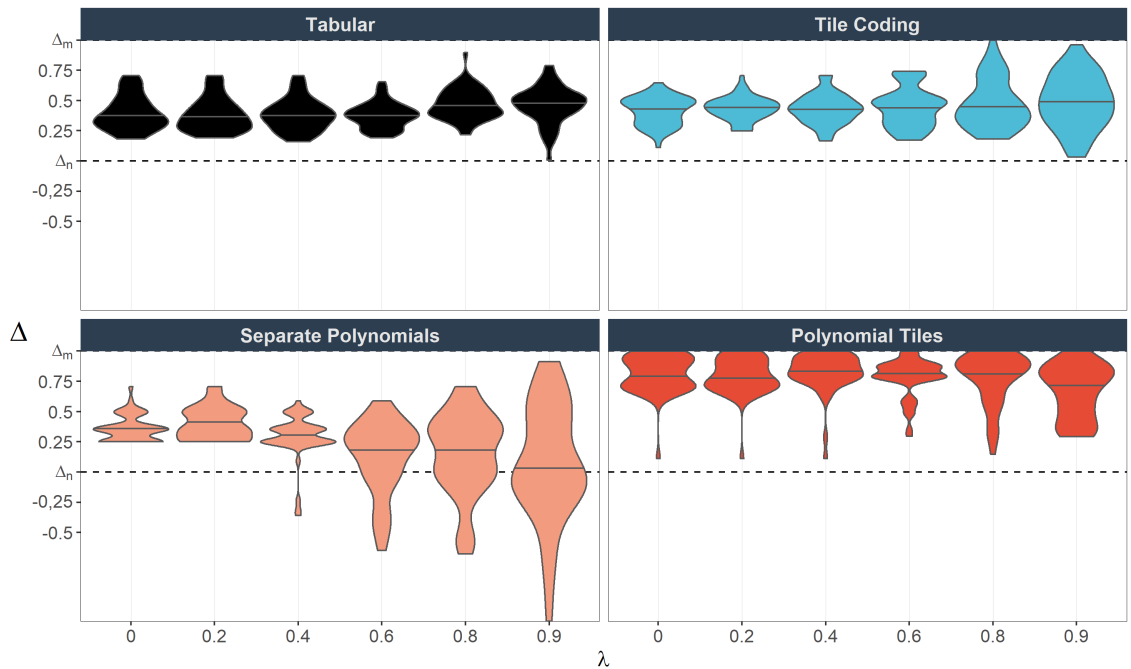 Tabular
Tile Coding
Δm
0.75
0.5
0.25
Δn
-0,25
-0.5
Δ
Separate Polynomials
Polynomial Tiles
Δm
0.75
0.5
0.25
Δn
-0,25
-0.5
0 0.2 0.4 0.6 0.8 0.9
0 0.2 0.4 0.6 0.8 0.9
λ